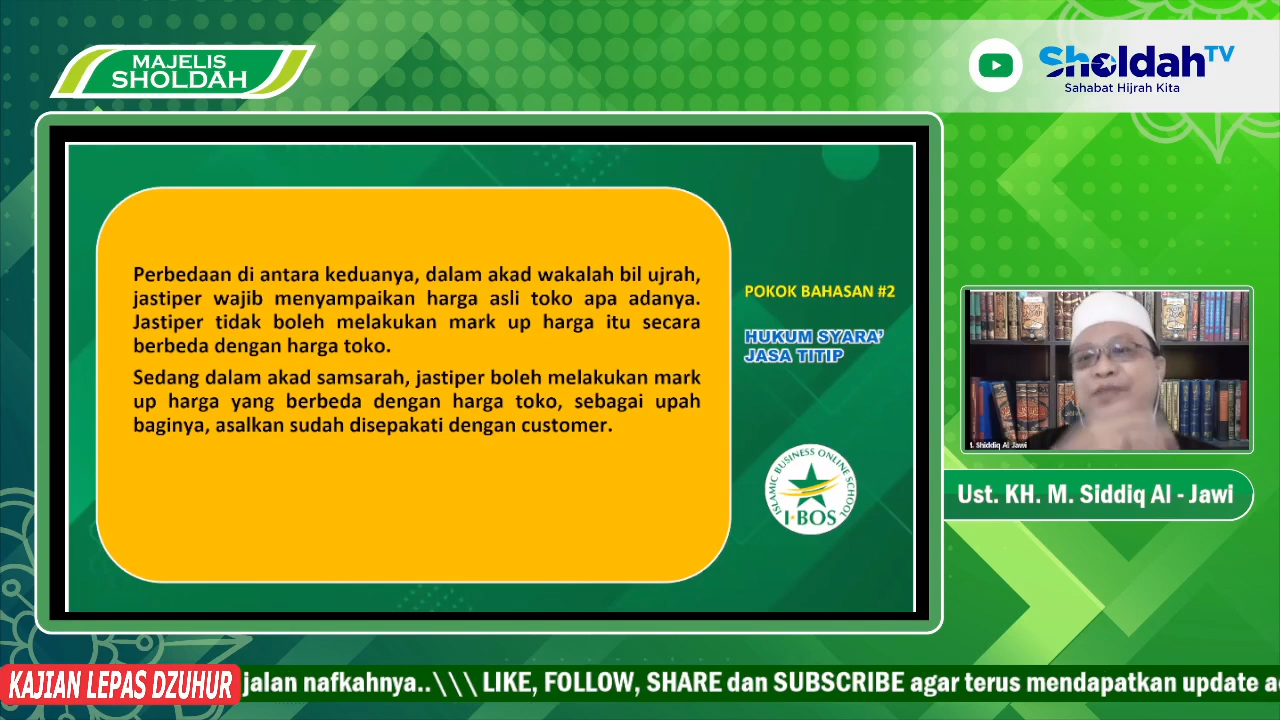 MAJELIS
SHOLDAH
SholdahTV
Sahabat Hijrah Kita
Perbedaan di antara keduanya, dalam akad wakalah bil ujrah,
jastiper wajib menyampaikan harga asli toko apa adanya.
Jastiper tidak boleh melakukan mark up harga itu secara
berbeda dengan harga toko.
Sedang dalam akad samsarah, jastiper boleh melakukan mark
up harga yang berbeda dengan harga toko, sebagai upah
baginya, asalkan sudah disepakati dengan customer.
POKOK BAHASAN #2
HUKUM SYARA'
JASA TITIP
ISLAMIC BUSINESS ONLINE SCHOOL
I-BOS
. Shiddiq Al Jawi
Ust. KH. M. Siddiq Al - Jawi
KAJIAN LEPAS DZUHUR
jalan nafkahnya..\\\ LIKE, FOLLOW, SHARE dan SUBSCRIBE agar terus mendapatkan update